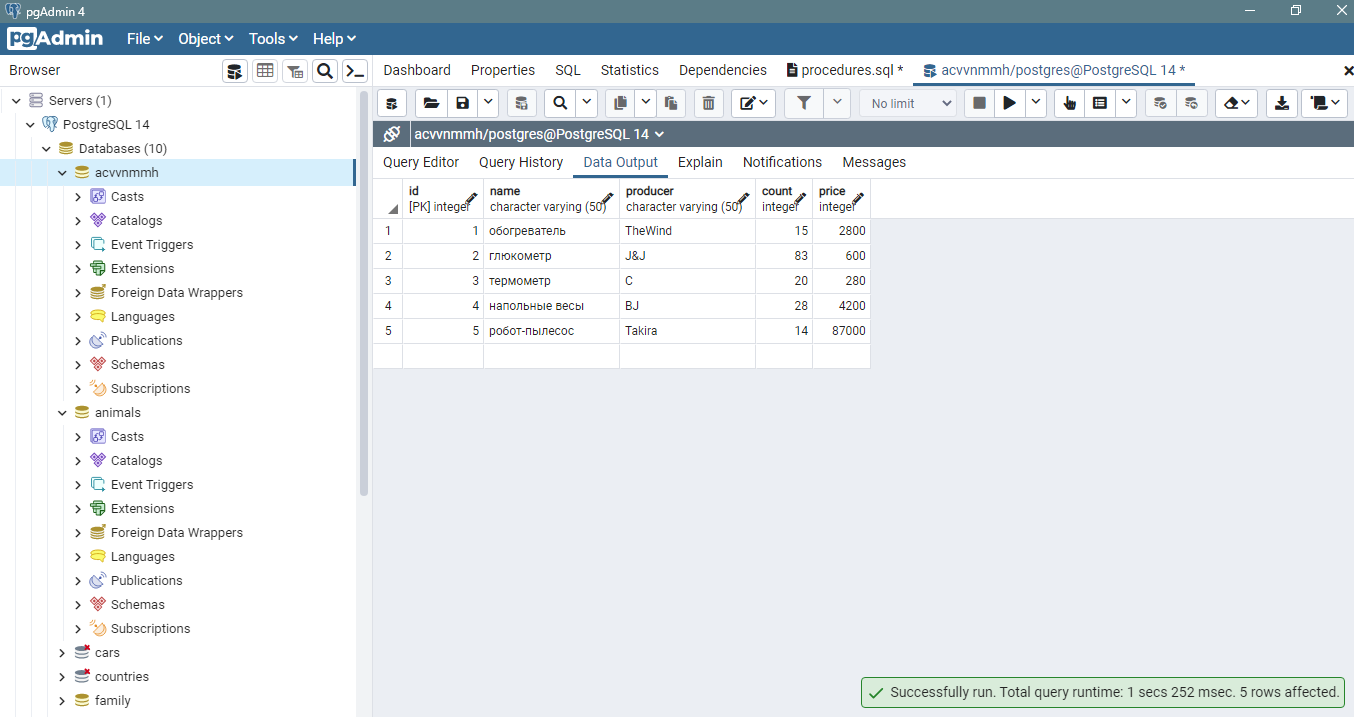 pgAdmin 4
pgAdmin File Object Tools Help
Browser
Dashboard Properties SQL Statistics Dependencies procedures.sql * acvvnmmh/postgres@PostgreSQL 14 *
No limit
acvvnmmh/postgres@PostgreSQL 14
Query Editor Query History Data Output Explain Notifications Messages
Servers (1)
PostgreSQL 14
Databases (10)
acvvnmmh
Casts
Catalogs
Event Triggers
Extensions
Foreign Data Wrappers
Languages
Publications
Schemas
Subscriptions
animals
Casts
Catalogs
Event Triggers
Extensions
Foreign Data Wrappers
Languages
Publications
Schemas
Subscriptions
cars
countries
family
id name producer count price
[PK] integer character varying (50) character varying (50) integer integer
1 1 обогреватель TheWind 15 2800
2 2 глюкометр J&J 83 600
3 3 термометр C 20 280
4 4 напольные весы BJ 28 4200
5 5 робот-пылесос Takira 14 87000
Successfully run. Total query runtime: 1 secs 252 msec. 5 rows affected.